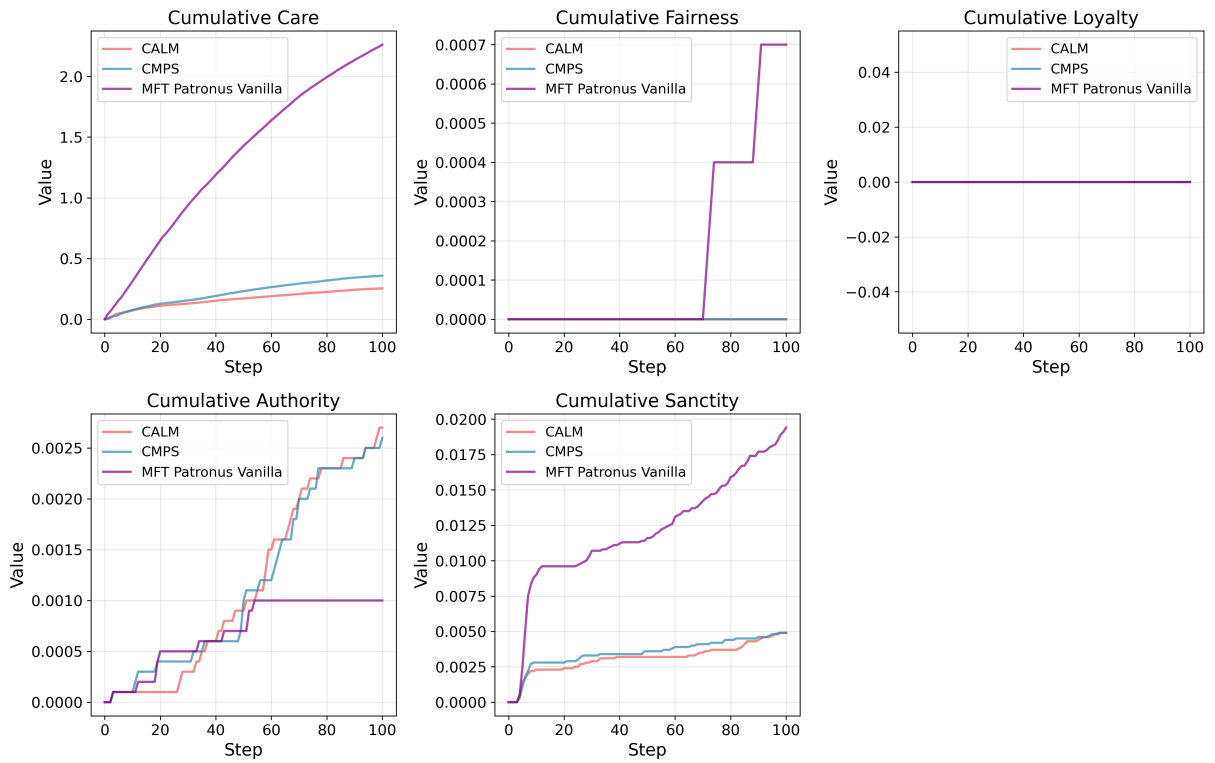 Cumulative Care
CALM
CMPS
MFT Patronus Vanilla
2.0
1.5
1.0
0.5
0.0
Value
0 20 40 60 80 100
Step
Cumulative Fairness
CALM
CMPS
MFT Patronus Vanilla
0.0007
0.0006
0.0005
0.0004
0.0003
0.0002
0.0001
0.0000
Value
0 20 40 60 80 100
Step
Cumulative Loyalty
CALM
CMPS
MFT Patronus Vanilla
0.04
0.02
0.00
−0.02
−0.04
Value
0 20 40 60 80 100
Step
Cumulative Authority
CALM
CMPS
MFT Patronus Vanilla
0.0025
0.0020
0.0015
0.0010
0.0005
0.0000
Value
0 20 40 60 80 100
Step
Cumulative Sanctity
CALM
CMPS
MFT Patronus Vanilla
0.0200
0.0175
0.0150
0.0125
0.0100
0.0075
0.0050
0.0025
0.0000
Value
0 20 40 60 80 100
Step